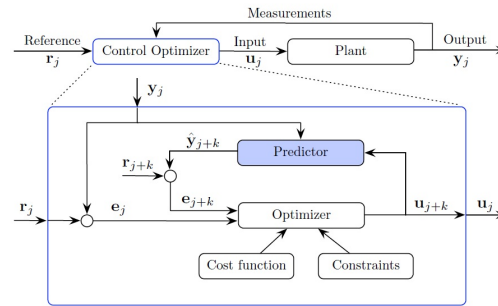 Measurements
Reference
Control Optimizer
Input
Plant
Output
r_j
u_j
y_j
y_j
ŷ_{j+k}
Predictor
r_{j+k}
e_{j+k}
r_j
e_j
Optimizer
u_{j+k}
u_j
Cost function
Constraints